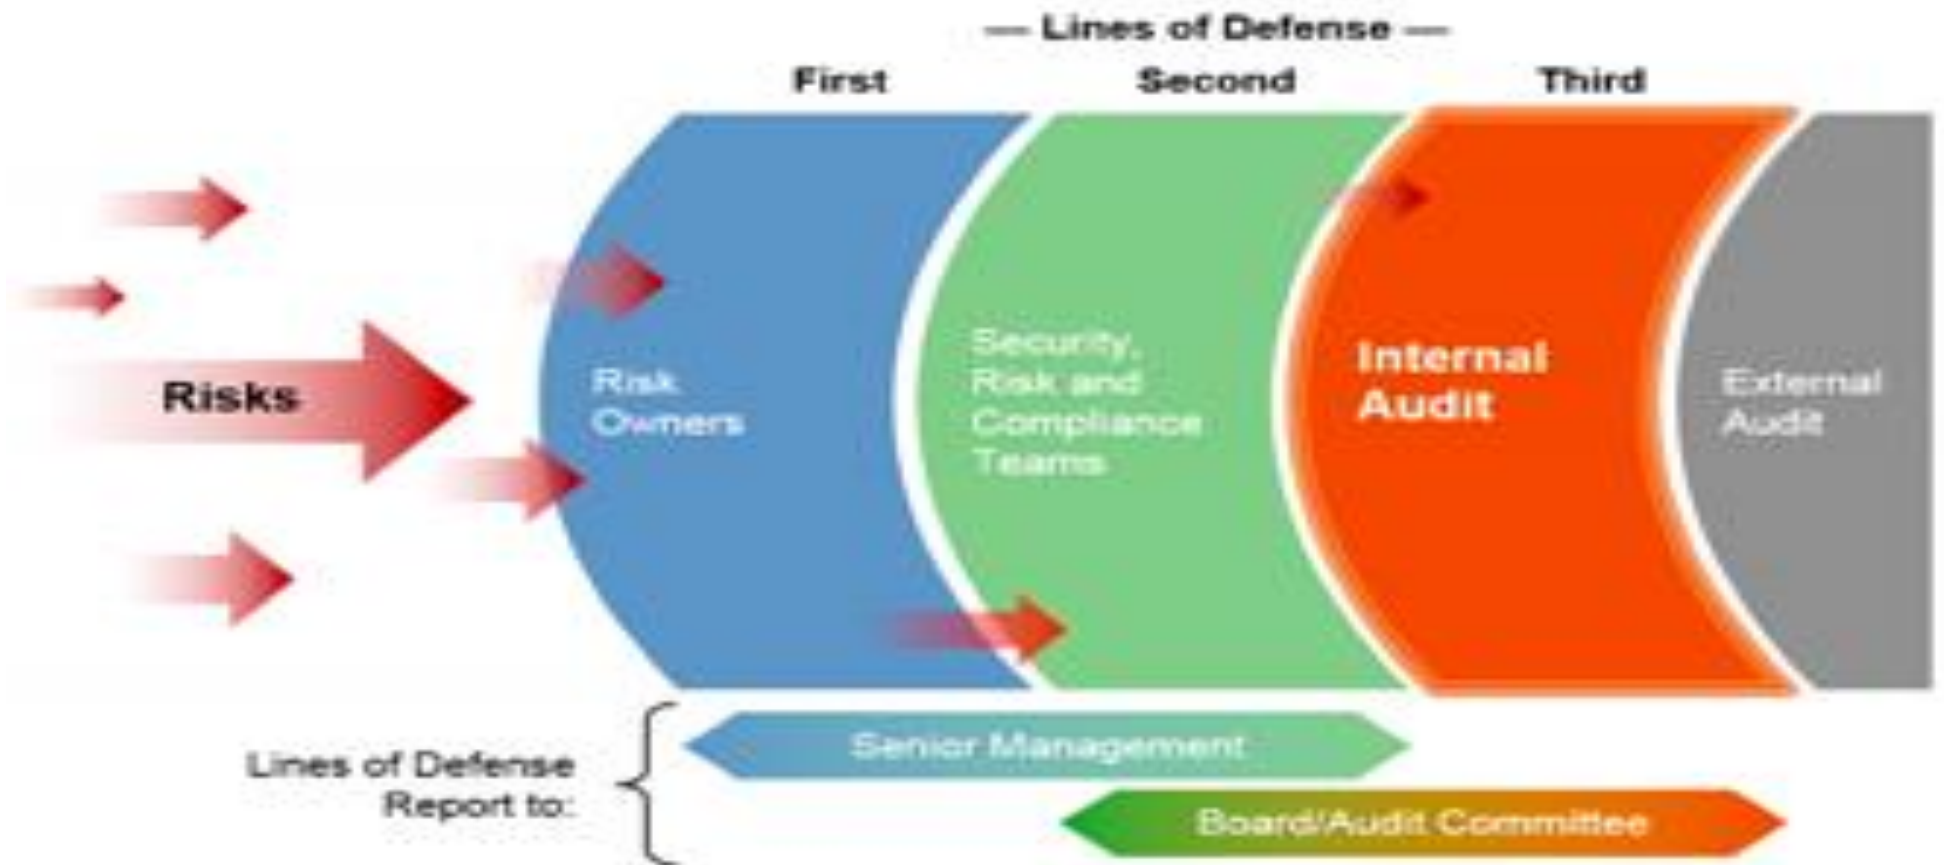 — Lines of Defense —
First Second Third
Risks
Risk
Owners
Security,
Risk and
Compliance
Teams
Internal
Audit
External
Audit
Lines of Defense
Report to:
Senior Management
Board/Audit Committee